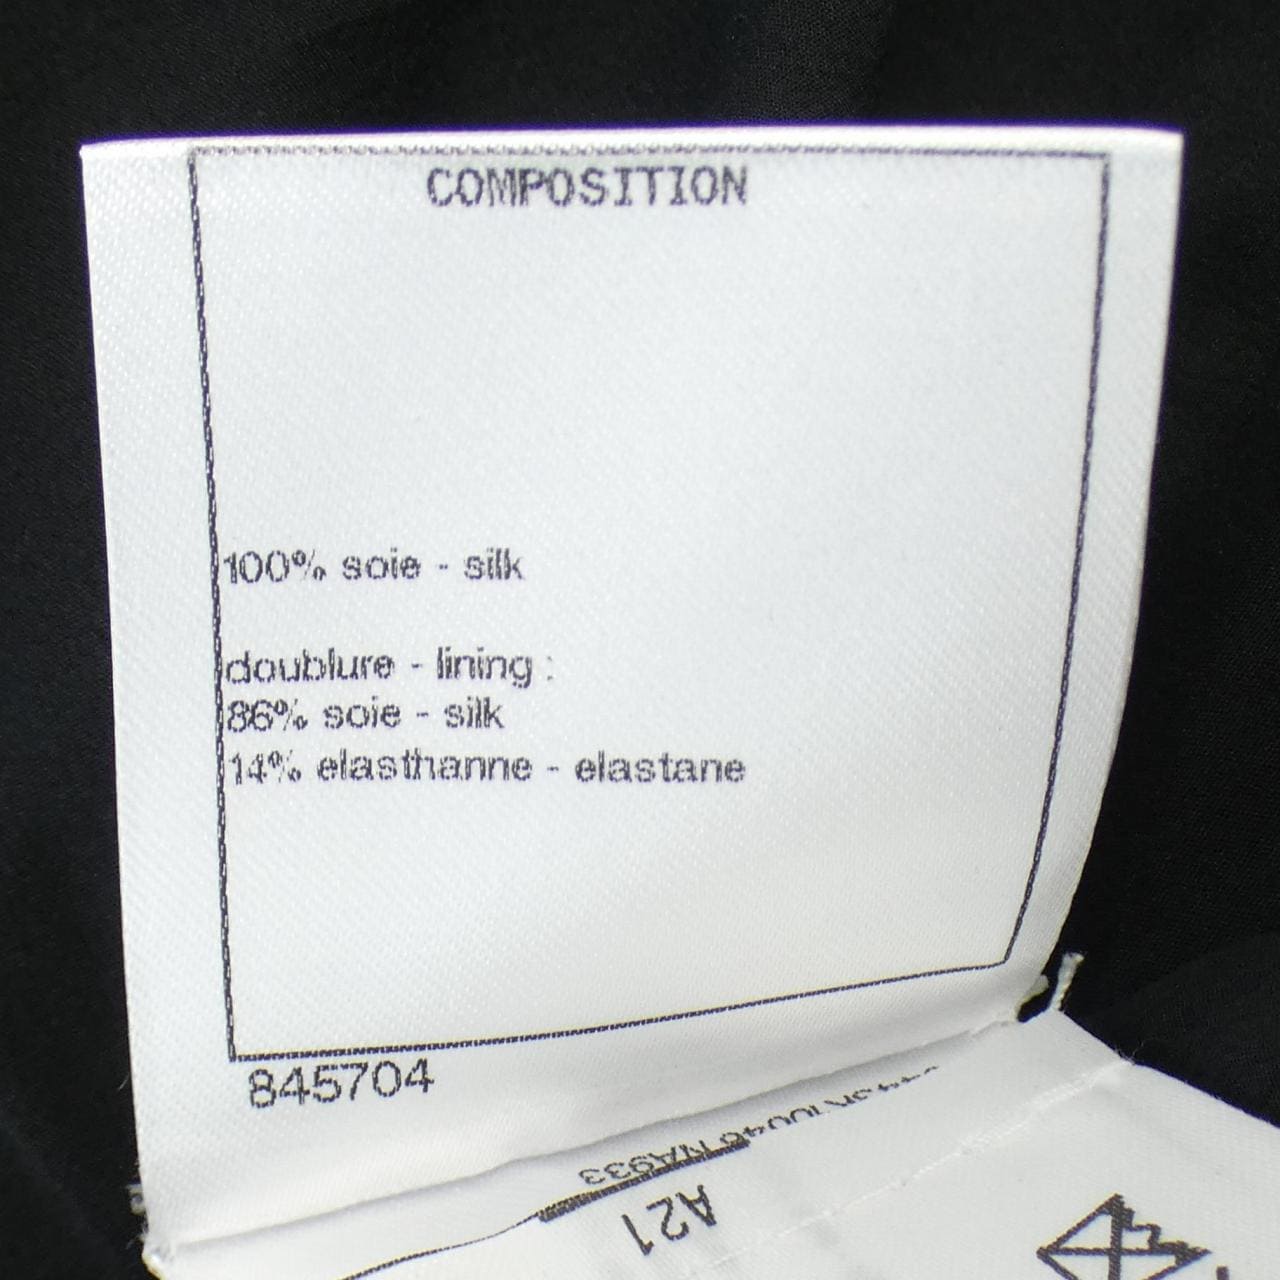 COMPOSITION
100% soie - silk
doublure - lining :
86% soie - silk
14% elasthanne - elastane
845704
A21